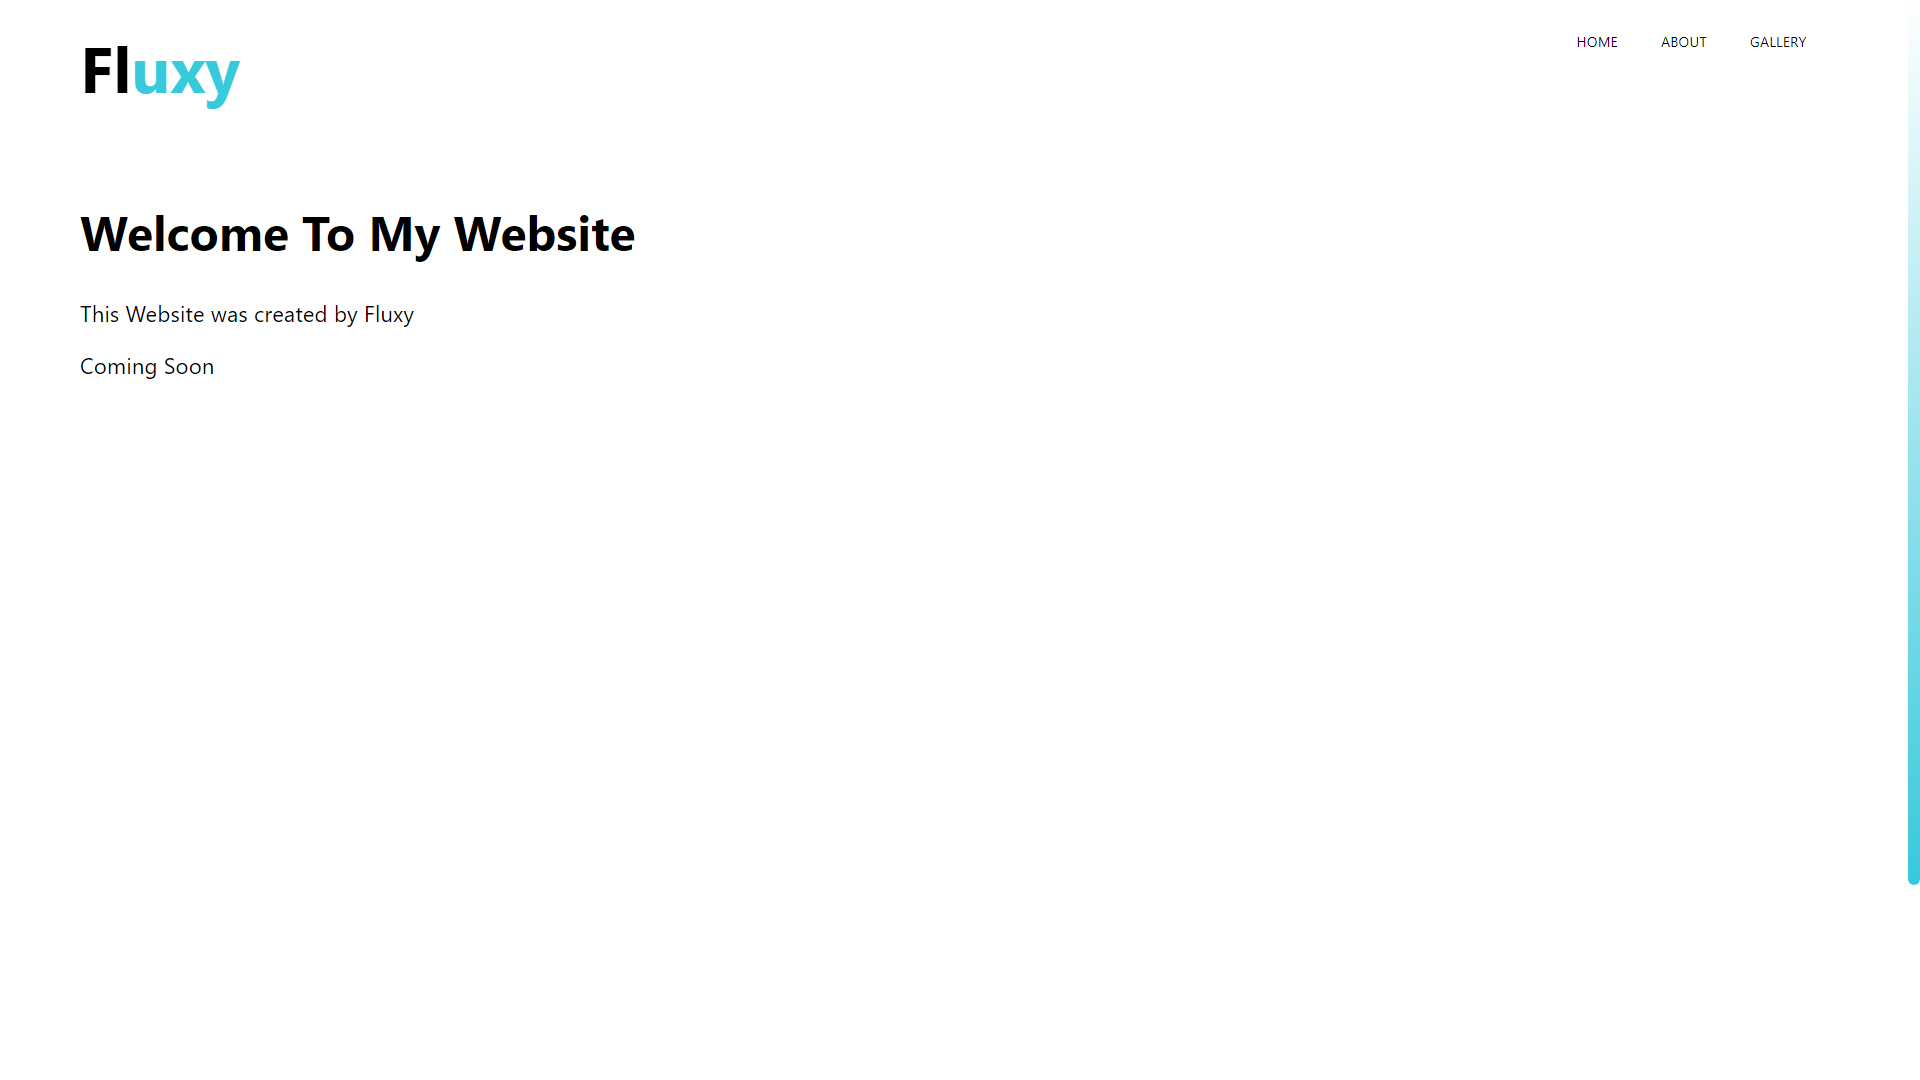 Fluxy
HOME ABOUT GALLERY
Welcome To My Website
This Website was created by Fluxy
Coming Soon